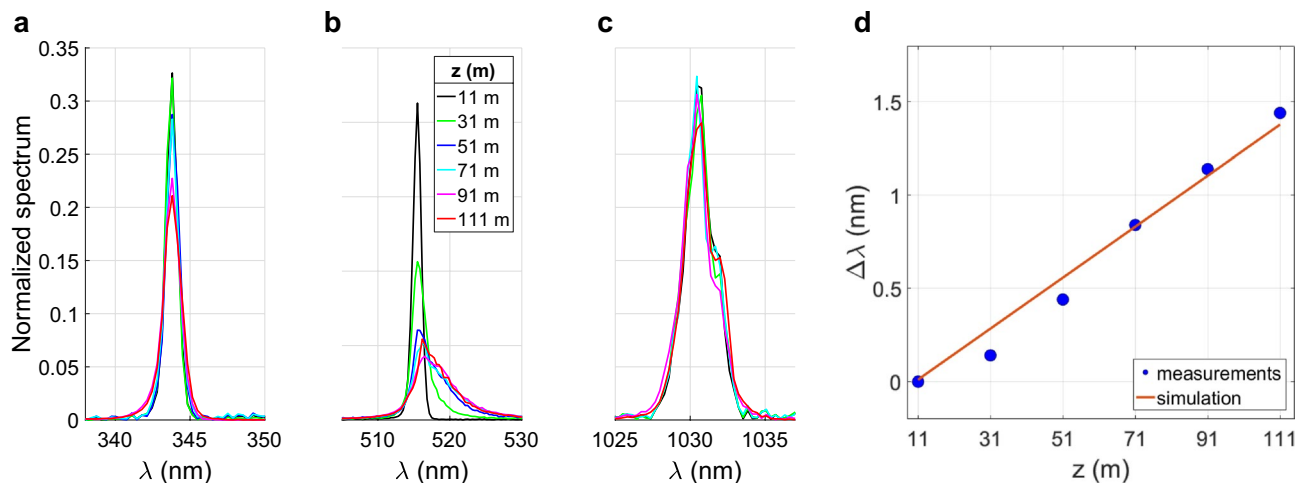 a
b
c
d
Normalized spectrum
0.35
0.3
0.25
0.2
0.15
0.1
0.05
0
340
345
350
λ (nm)
z (m)
11 m
31 m
51 m
71 m
91 m
111 m
510
520
530
λ (nm)
1025
1030
1035
λ (nm)
Δλ (nm)
1.5
1
0.5
0
measurements
simulation
11
31
51
71
91
111
z (m)